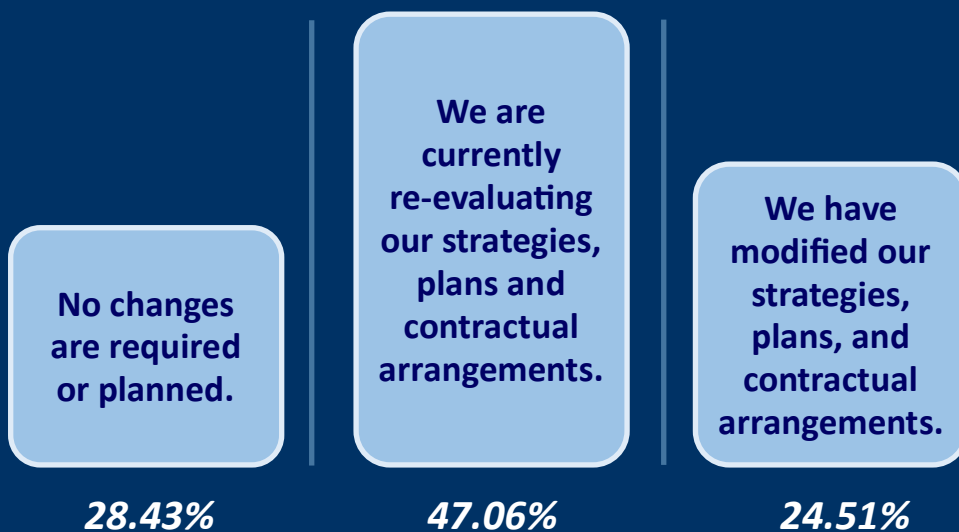 No changes
are required
or planned.
28.43%
We are
currently
re-evaluating
our strategies,
plans and
contractual
arrangements.
47.06%
We have
modified our
strategies,
plans, and
contractual
arrangements.
24.51%